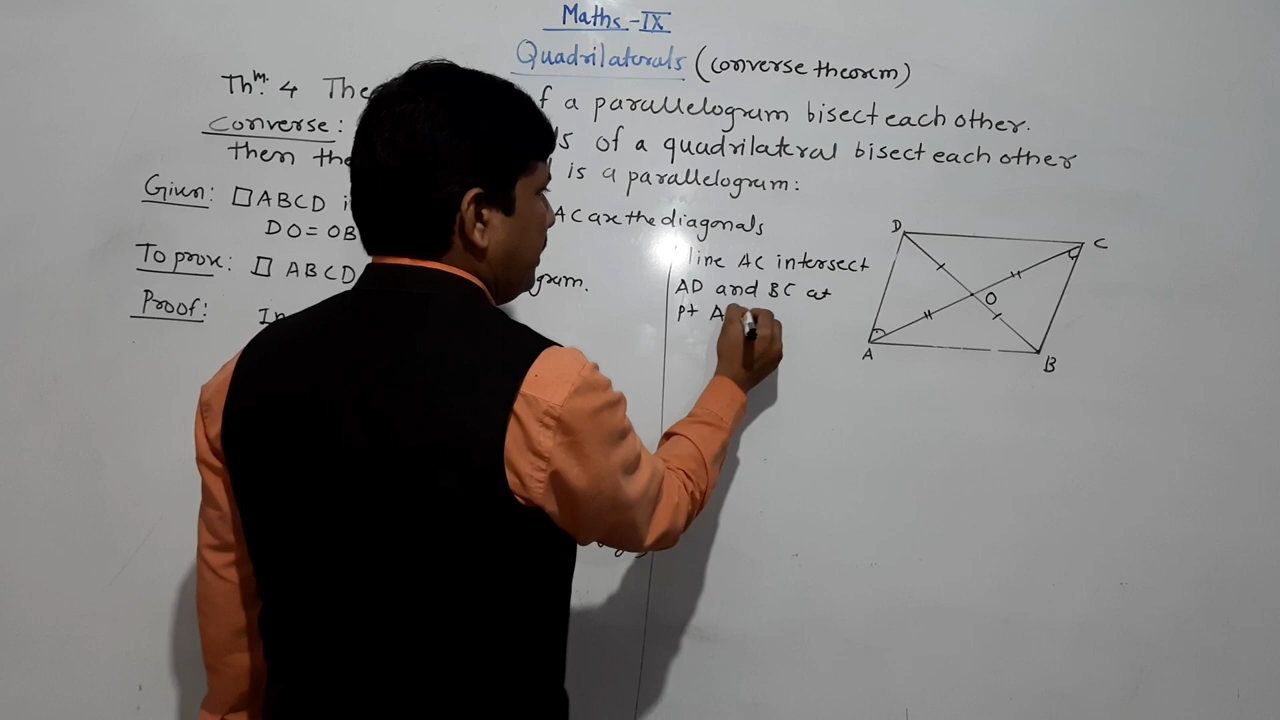 Maths - IX
Quadrilaterals (converse theorem)
Thm. 4 The f a parallelogram bisect each other.
Converse: ls of a quadrilateral bisect each other
then the is a parallelogram:
Given: □ABCD i AC are the diagonals
DO = OB
To prove: □ ABCD gram.
Proof: In
line AC intersect
AD and BC at
pt A
D
C
O
A
B